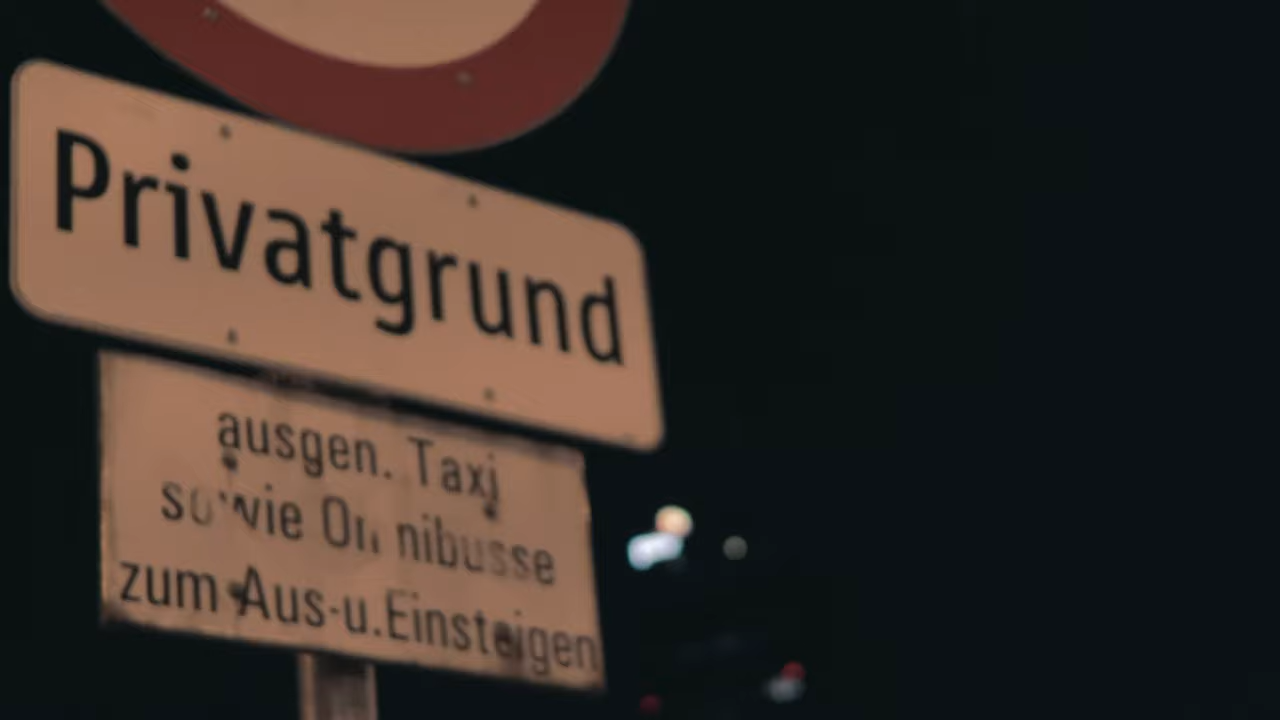 Privatgrund
ausgen. Taxi
sowie Omnibusse
zum Aus-u.Einsteigen